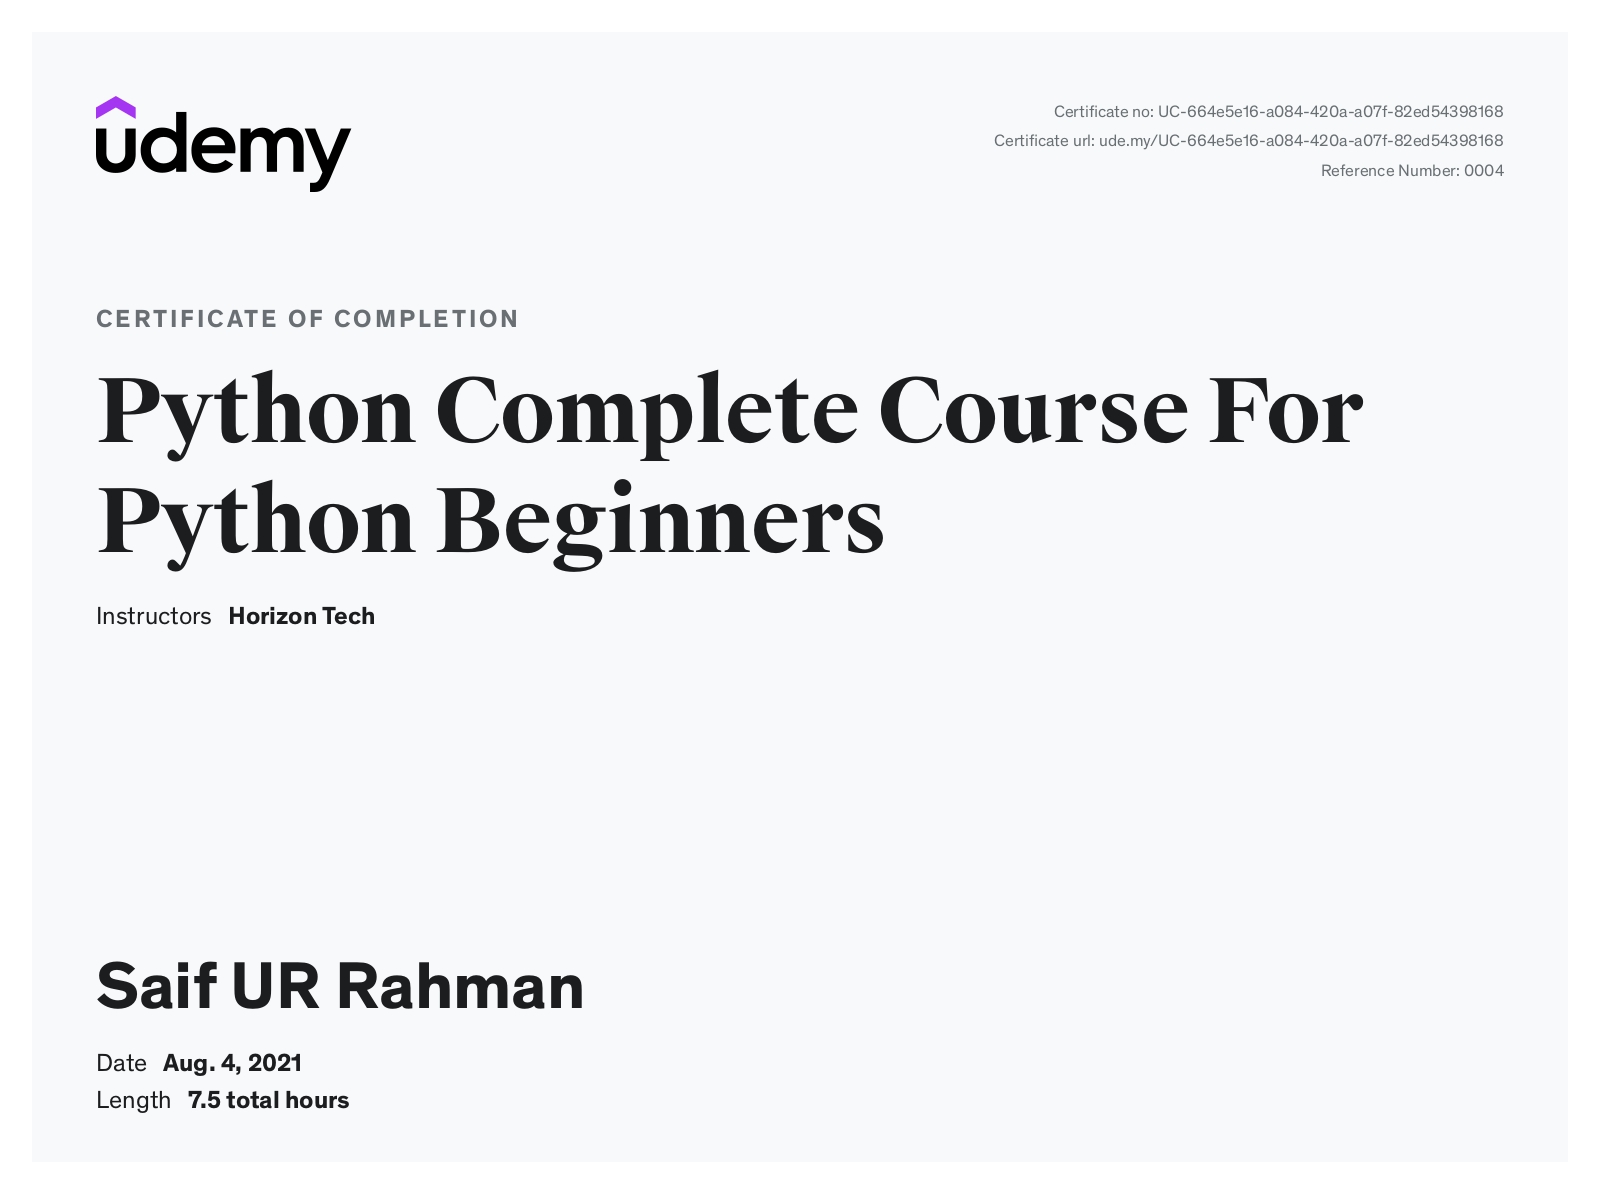 udemy
Certificate no: UC-664e5e16-a084-420a-a07f-82ed54398168
Certificate url: ude.my/UC-664e5e16-a084-420a-a07f-82ed54398168
Reference Number: 0004
CERTIFICATE OF COMPLETION
Python Complete Course For
Python Beginners
Instructors Horizon Tech
Saif UR Rahman
Date Aug. 4, 2021
Length 7.5 total hours